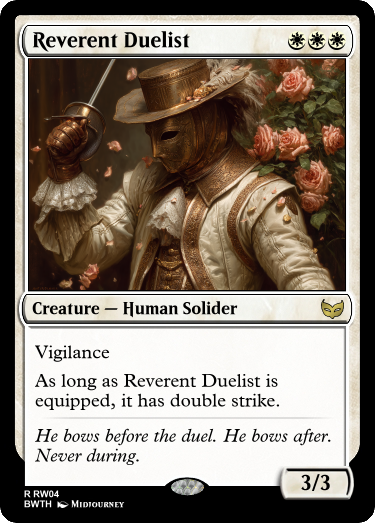 Reverent Duelist
Creature — Human Solider
Vigilance
As long as Reverent Duelist is
equipped, it has double strike.
He bows before the duel. He bows after.
Never during.
3/3
R RW04
BWTH MIDJOURNEY